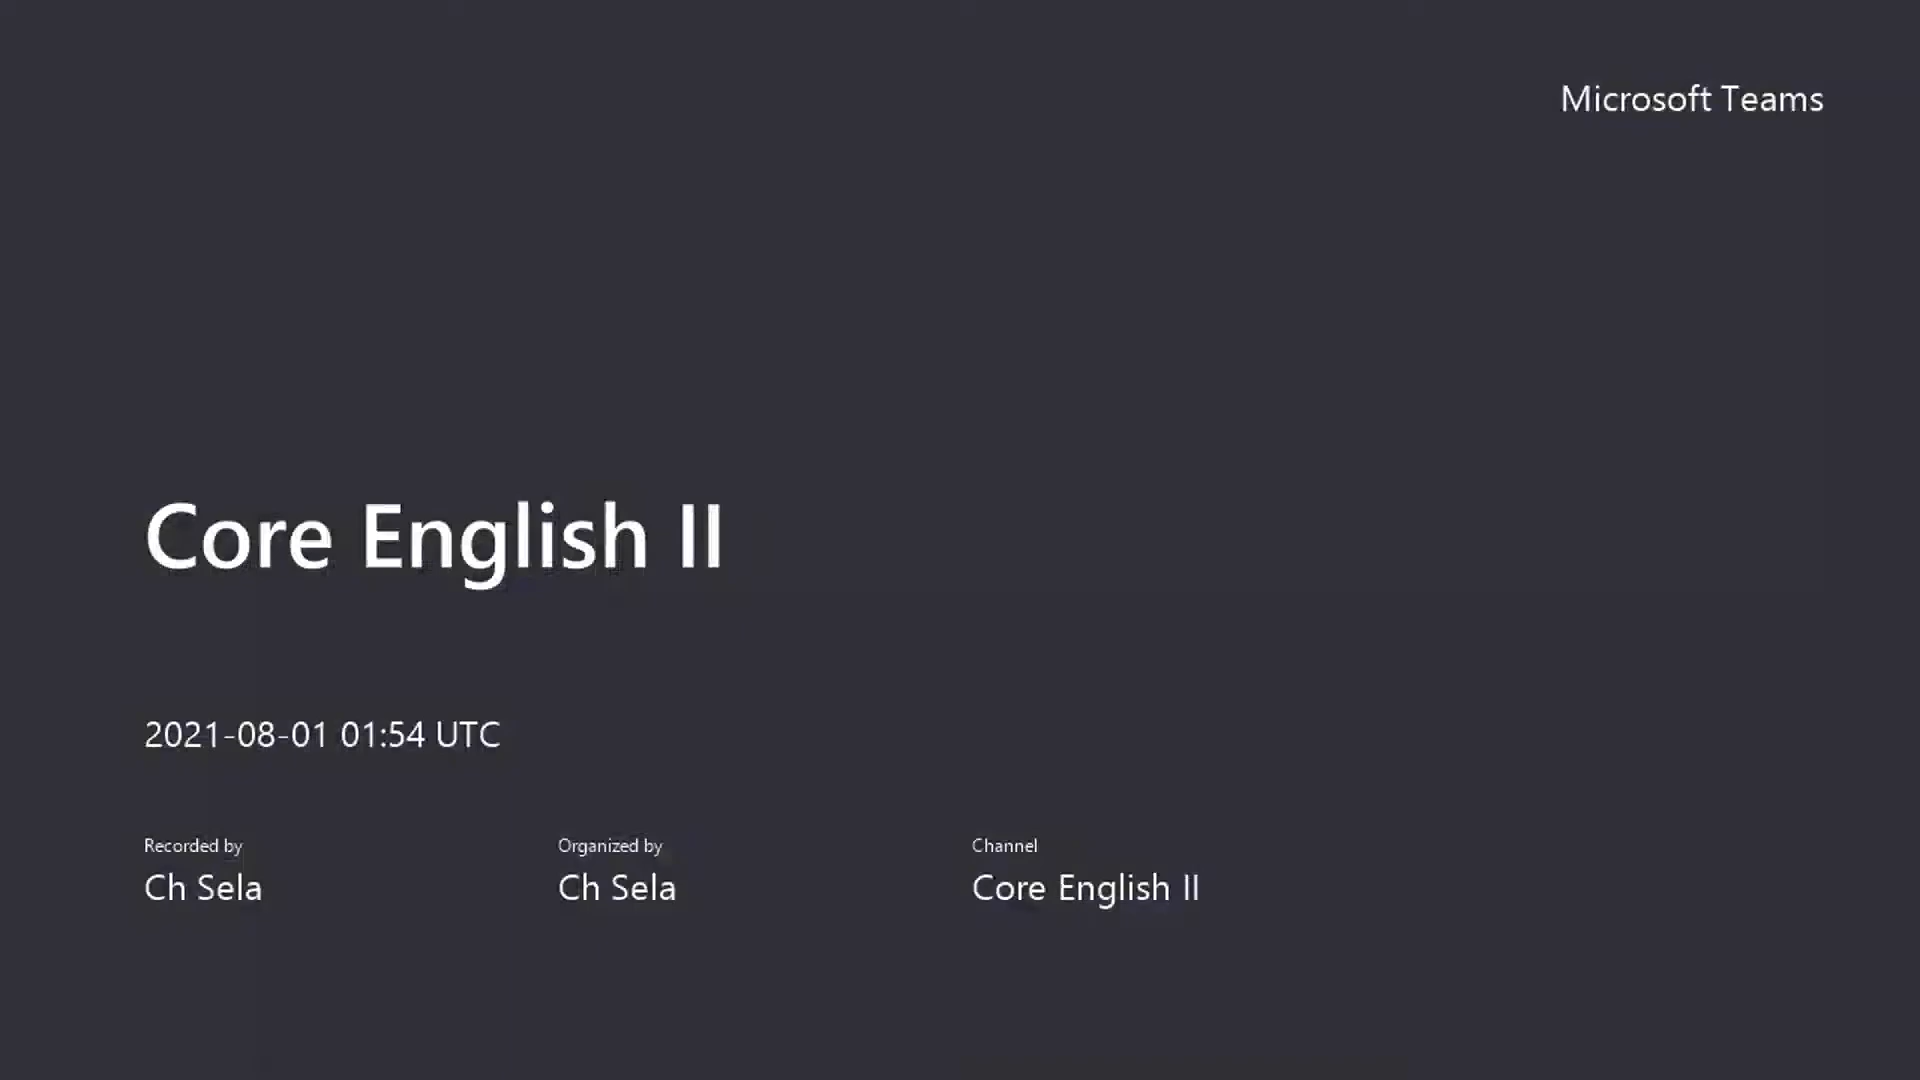 Microsoft Teams
Core English II
2021-08-01 01:54 UTC
Recorded by
Ch Sela
Organized by
Ch Sela
Channel
Core English II